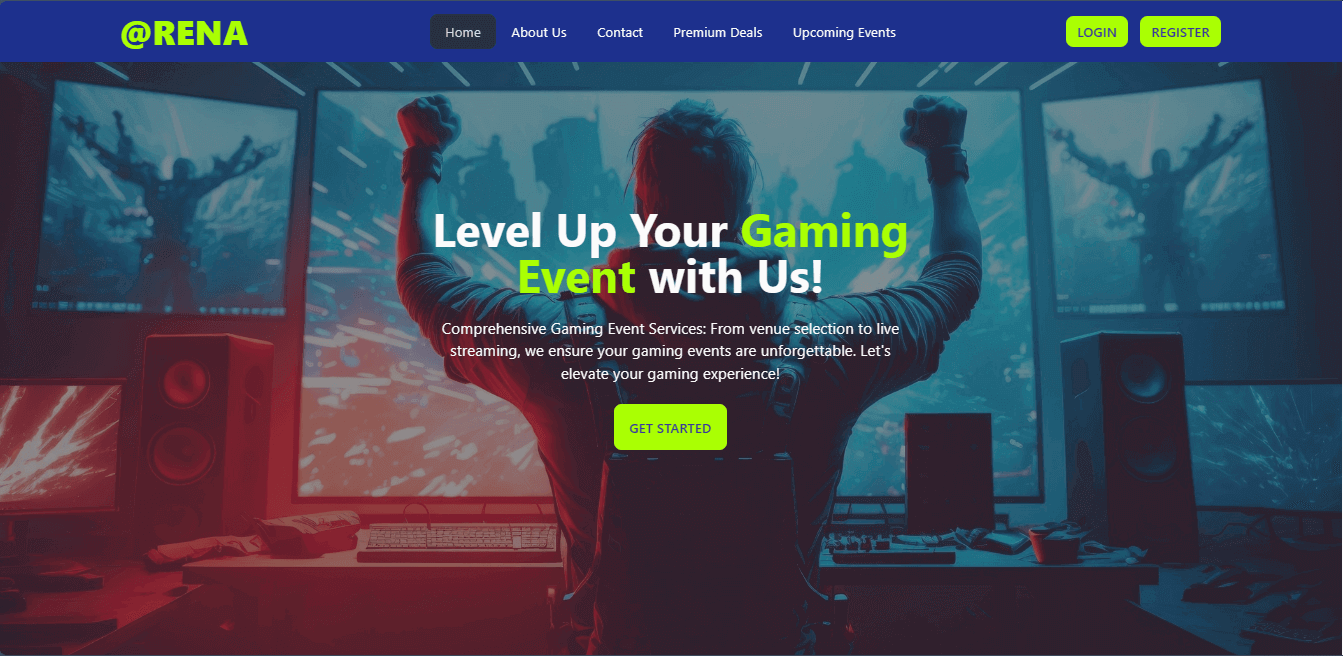 @RENA
Home About Us Contact Premium Deals Upcoming Events
LOGIN REGISTER
Level Up Your Gaming
Event with Us!
Comprehensive Gaming Event Services: From venue selection to live
streaming, we ensure your gaming events are unforgettable. Let's
elevate your gaming experience!
GET STARTED